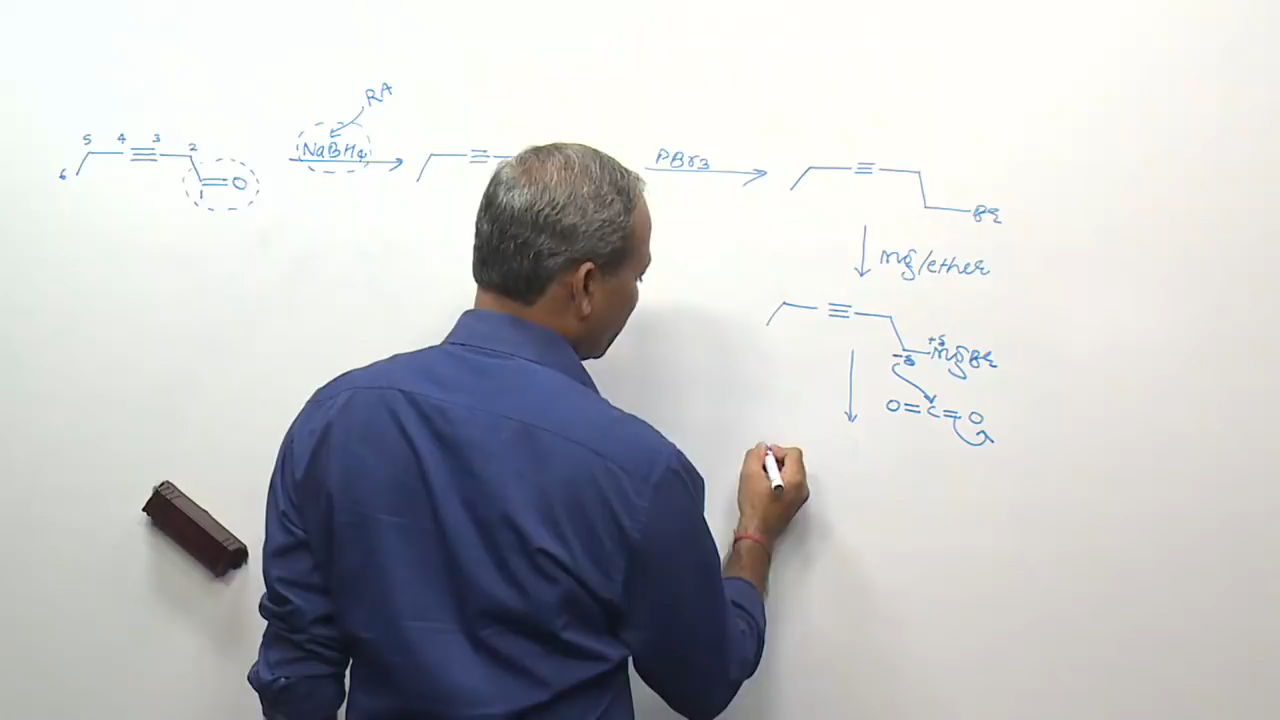 RA
5 4 3 2
6
O
NaBH4
PBr3
Br
Mg/ether
+δ
-δ MgBr
O=C=O